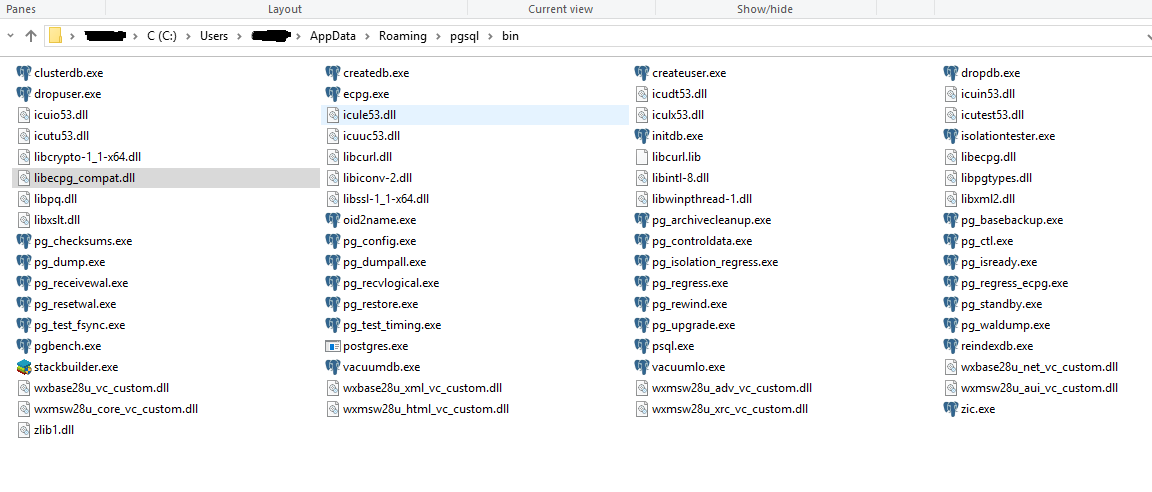 Panes Layout Current view Show/hide
C (C:) Users AppData Roaming pgsql bin
clusterdb.exe createdb.exe createuser.exe dropdb.exe
dropuser.exe ecpg.exe icudt53.dll icuin53.dll
icuio53.dll icule53.dll iculx53.dll icutest53.dll
icutu53.dll icuuc53.dll initdb.exe isolationtester.exe
libcrypto-1_1-x64.dll libcurl.dll libcurl.lib libecpg.dll
libecpg_compat.dll libiconv-2.dll libintl-8.dll libpgtypes.dll
libpq.dll libssl-1_1-x64.dll libwinpthread-1.dll libxml2.dll
libxslt.dll oid2name.exe pg_archivecleanup.exe pg_basebackup.exe
pg_checksums.exe pg_config.exe pg_controldata.exe pg_ctl.exe
pg_dump.exe pg_dumpall.exe pg_isolation_regress.exe pg_isready.exe
pg_receivewal.exe pg_recvlogical.exe pg_regress.exe pg_regress_ecpg.exe
pg_resetwal.exe pg_restore.exe pg_rewind.exe pg_standby.exe
pg_test_fsync.exe pg_test_timing.exe pg_upgrade.exe pg_waldump.exe
pgbench.exe postgres.exe psql.exe reindexdb.exe
stackbuilder.exe vacuumdb.exe vacuumlo.exe wxbase28u_net_vc_custom.dll
wxbase28u_vc_custom.dll wxbase28u_xml_vc_custom.dll wxmsw28u_adv_vc_custom.dll wxmsw28u_aui_vc_custom.dll
wxmsw28u_core_vc_custom.dll wxmsw28u_html_vc_custom.dll wxmsw28u_xrc_vc_custom.dll zic.exe
zlib1.dll